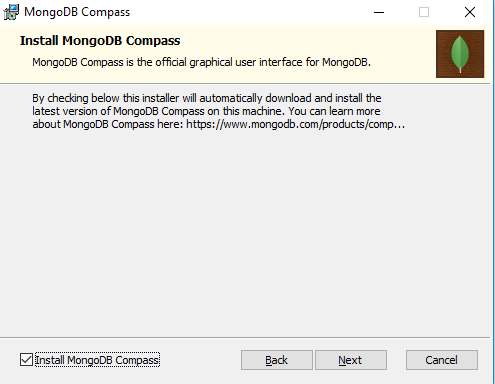 MongoDB Compass
Install MongoDB Compass
MongoDB Compass is the official graphical user interface for MongoDB.
By checking below this installer will automatically download and install the
latest version of MongoDB Compass on this machine. You can learn more
about MongoDB Compass here: https://www.mongodb.com/products/comp...
Install MongoDB Compass
Back
Next
Cancel